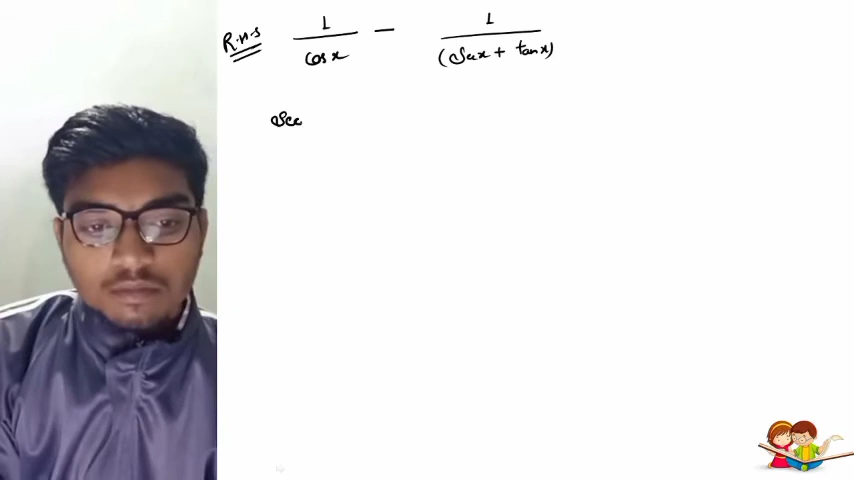 R.H.S 1/cos x − 1/(Sec x + tan x)
Sec